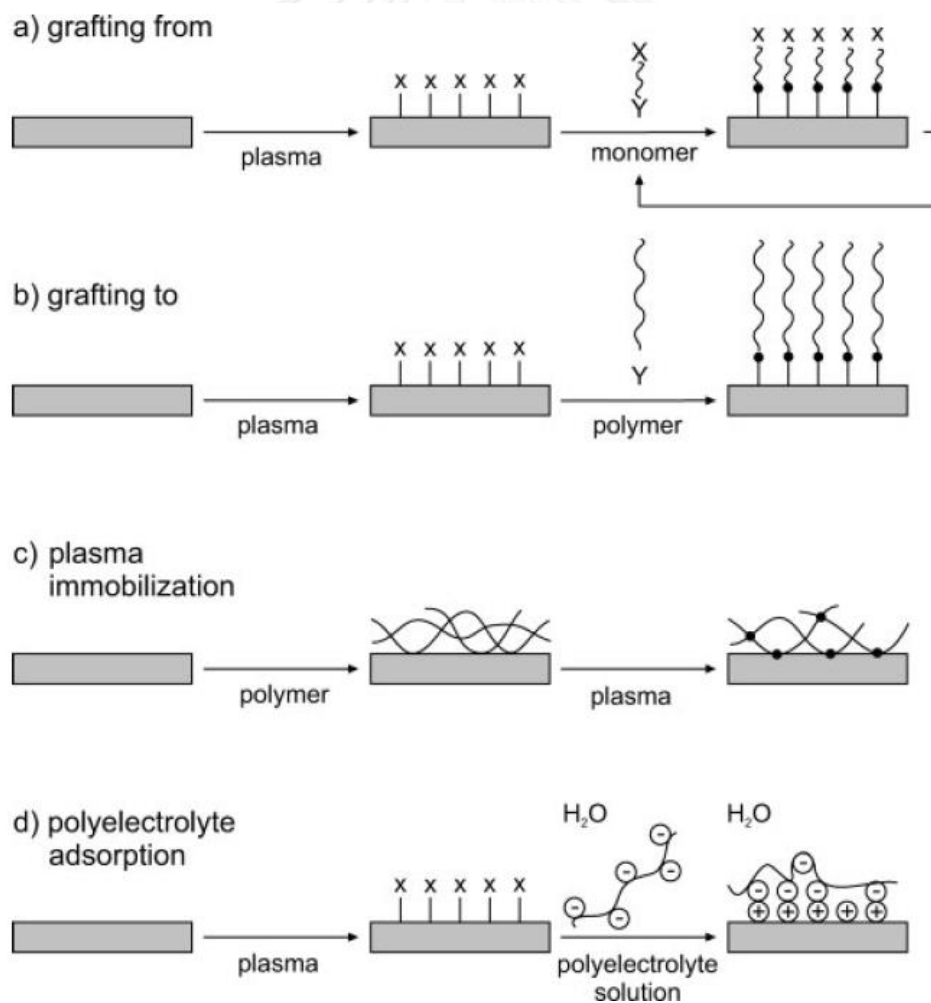 a) grafting from
X X X X X
X
X X X X X
Y
plasma
monomer
b) grafting to
X X X X X
Y
plasma
polymer
c) plasma
immobilization
polymer
plasma
d) polyelectrolyte
adsorption
H₂O
H₂O
X X X X X
- - - - -
- - - - -
+ + + + +
plasma
polyelectrolyte
solution